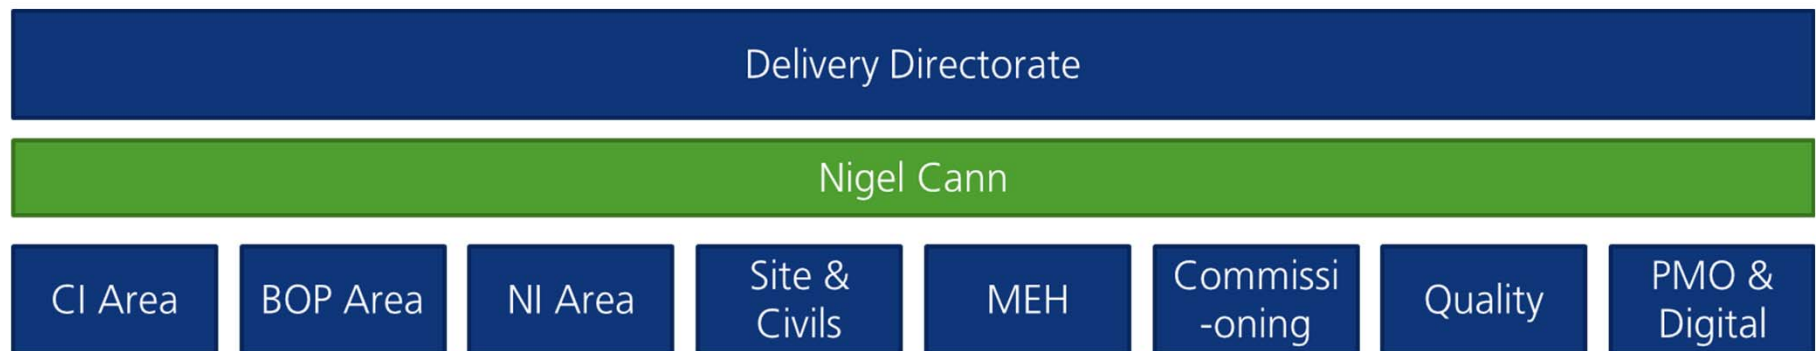 Delivery Directorate
Nigel Cann
CI Area
BOP Area
NI Area
Site &
Civils
MEH
Commissi
-oning
Quality
PMO &
Digital